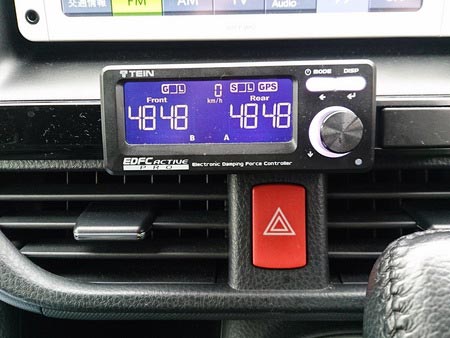 交通情報 FM AM TV Audio
TEIN
MODE DISP
G L 0 S L GPS
Front km/h Rear
48 48 48 48
B A
EDFC ACTIVE
PRO
Electronic Damping Force Controller